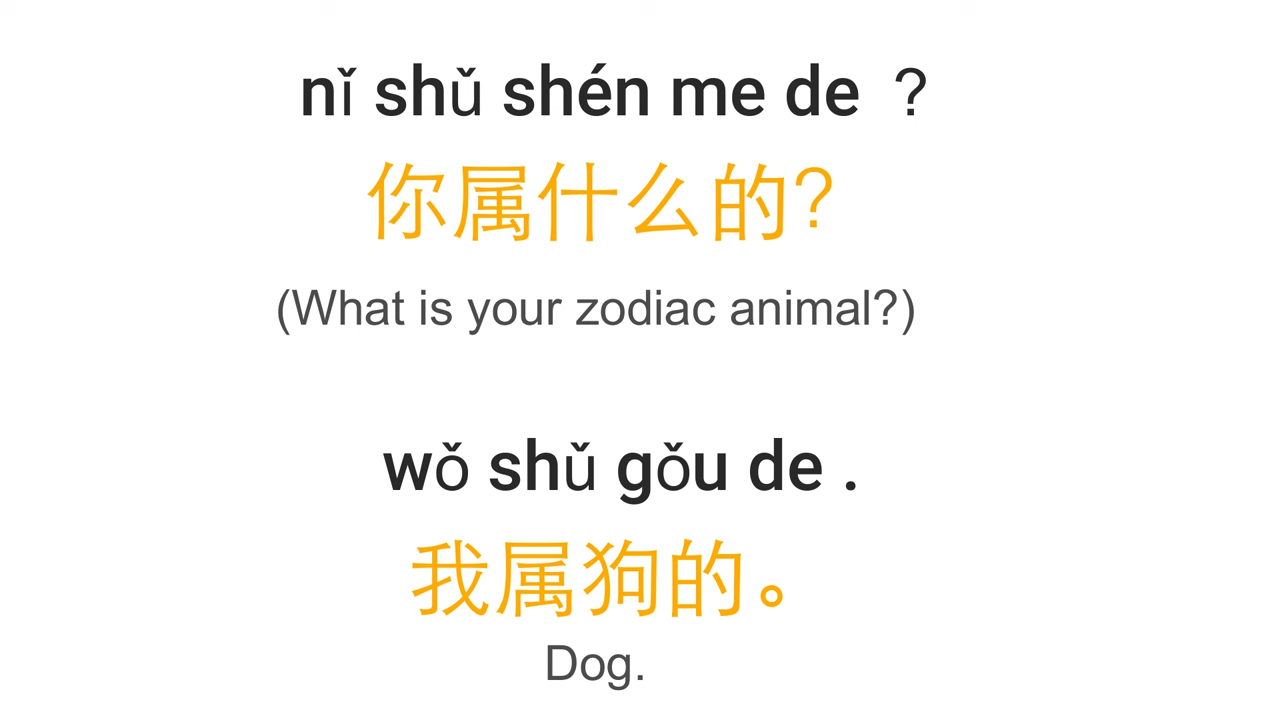 nǐ shǔ shén me de ？
你属什么的？
(What is your zodiac animal?)
wǒ shǔ gǒu de .
我属狗的。
Dog.